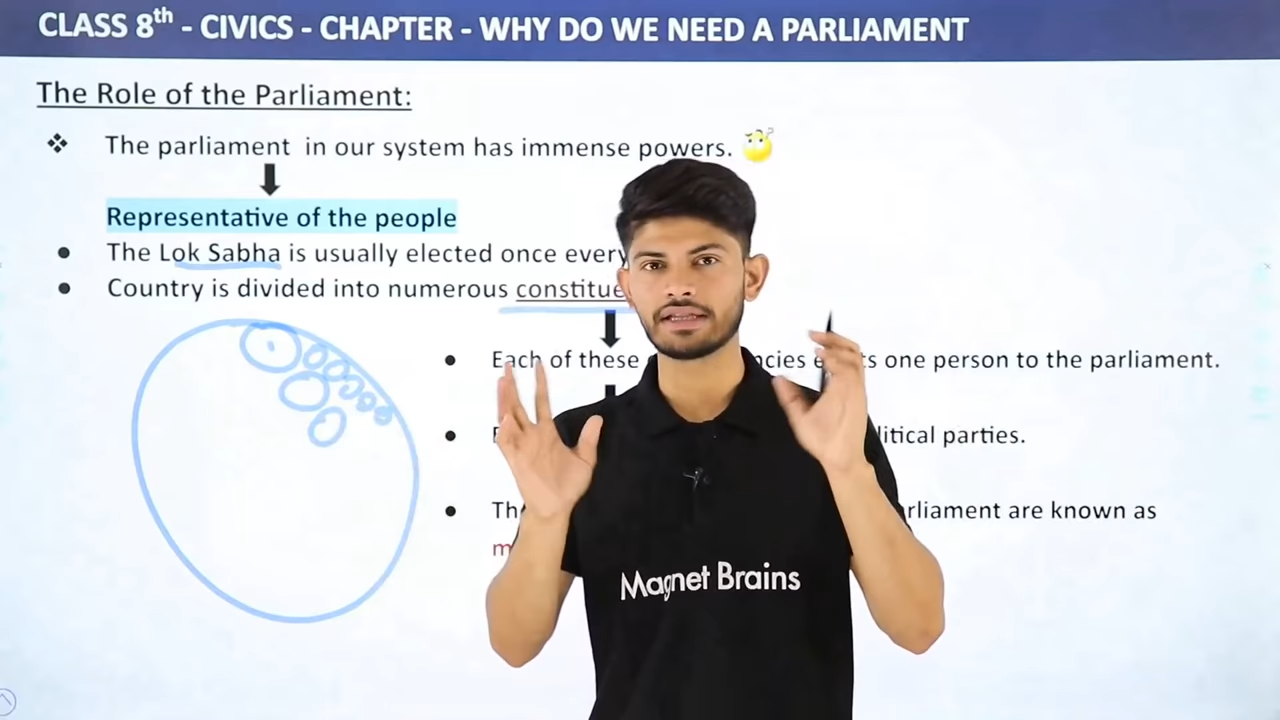 CLASS 8th - CIVICS - CHAPTER - WHY DO WE NEED A PARLIAMENT
The Role of the Parliament:
❖ The parliament in our system has immense powers.
Representative of the people
● The Lok Sabha is usually elected once every
● Country is divided into numerous constitue
● Each of these ncies e ts one person to the parliament.
● litical parties.
● Th rliament are known as
m
Magnet Brains